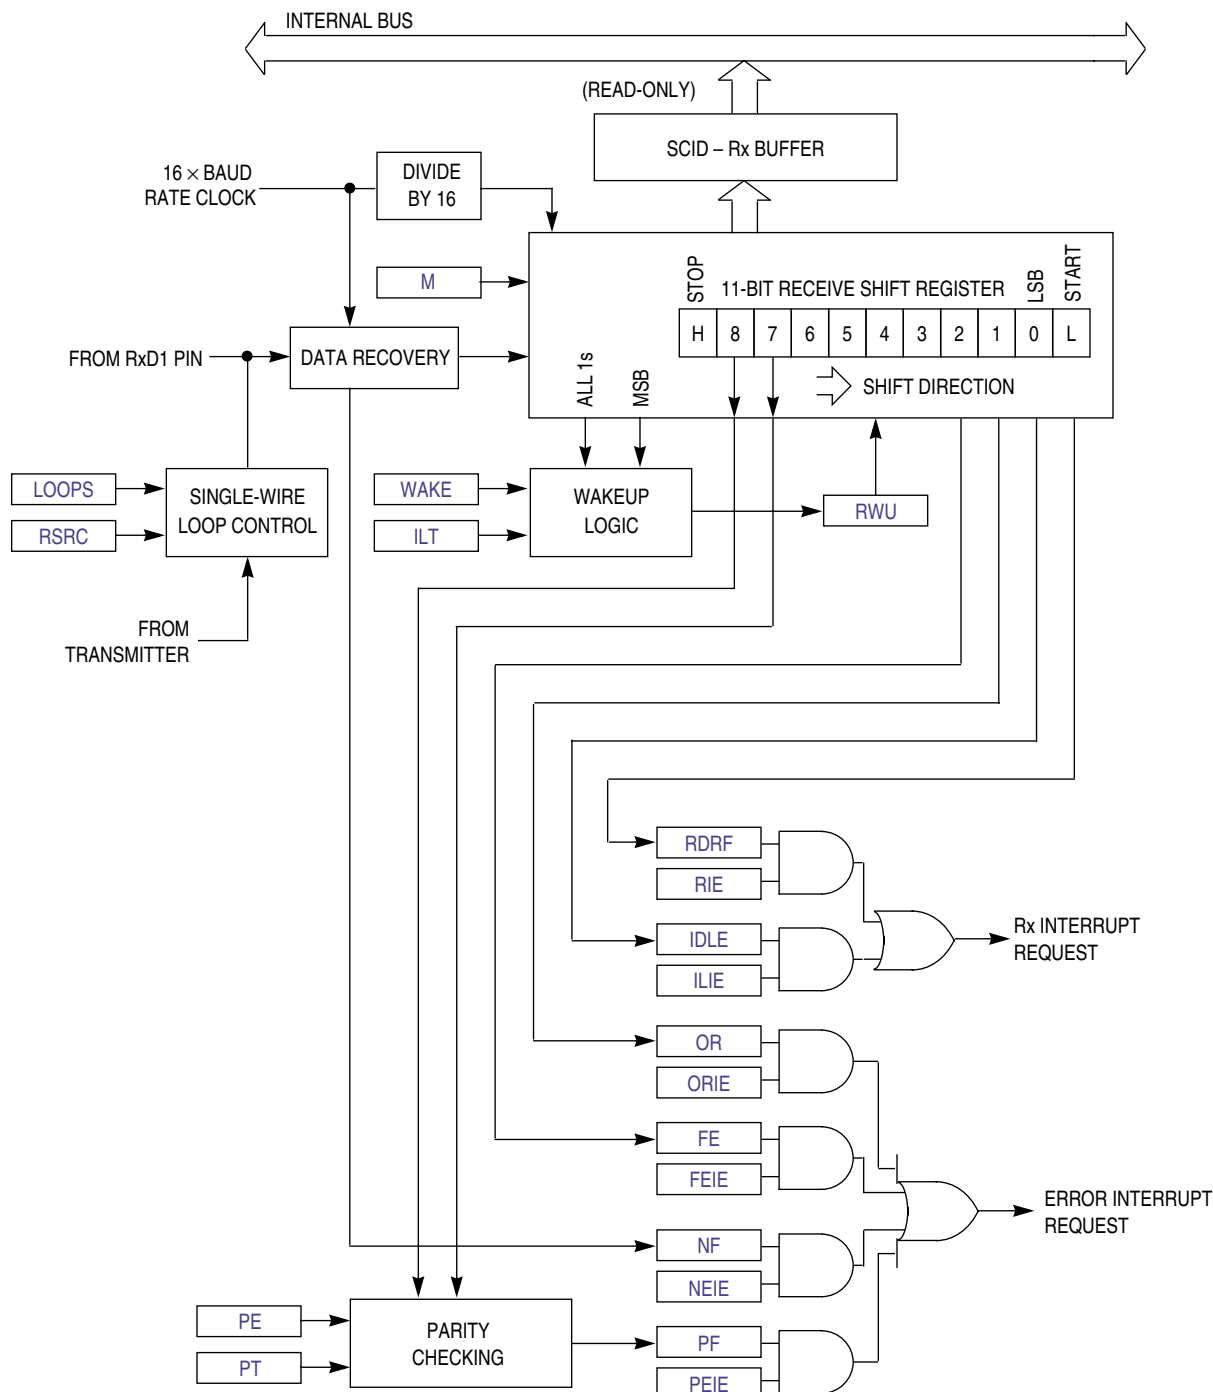 INTERNAL BUS
(READ-ONLY)
SCID – Rx BUFFER
16 × BAUD
RATE CLOCK
DIVIDE
BY 16
M
STOP
11-BIT RECEIVE SHIFT REGISTER
LSB
START
H 8 7 6 5 4 3 2 1 0 L
FROM RxD1 PIN
DATA RECOVERY
ALL 1s
MSB
SHIFT DIRECTION
LOOPS
RSRC
SINGLE-WIRE
LOOP CONTROL
WAKE
ILT
WAKEUP
LOGIC
RWU
FROM
TRANSMITTER
RDRF
RIE
IDLE
ILIE
Rx INTERRUPT
REQUEST
OR
ORIE
FE
FEIE
ERROR INTERRUPT
REQUEST
NF
NEIE
PE
PT
PARITY
CHECKING
PF
PEIE